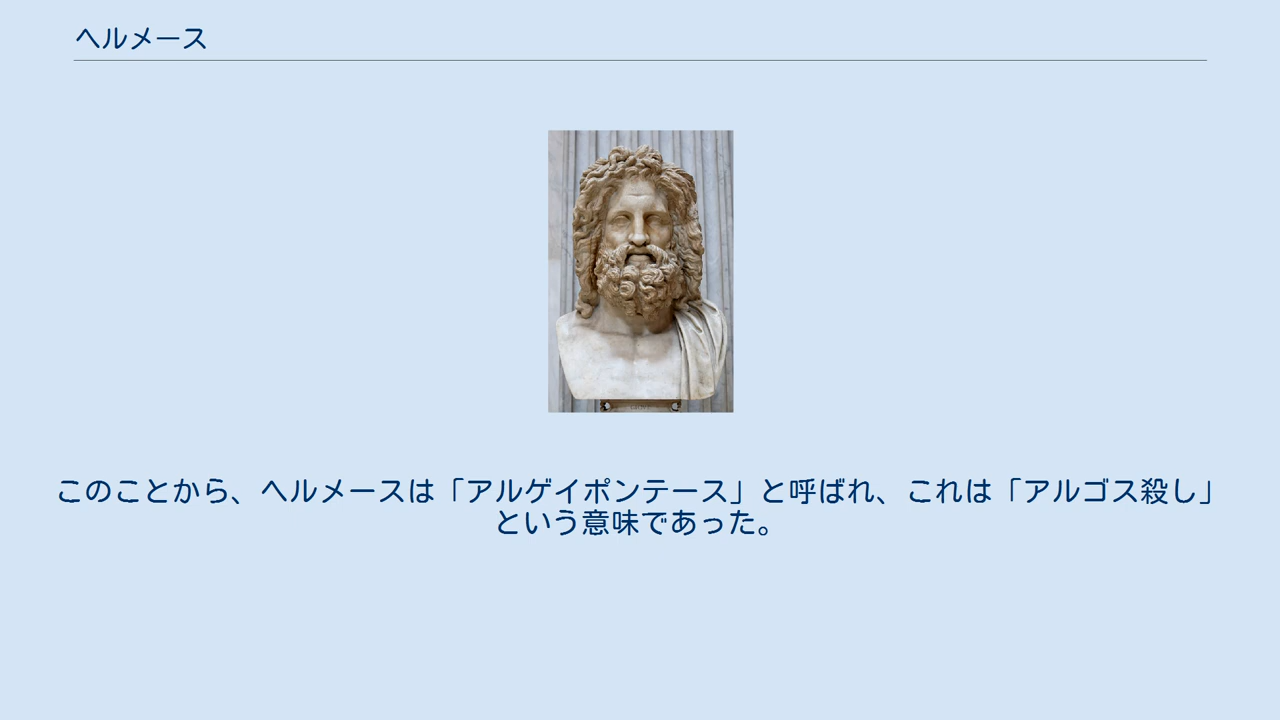 ヘルメース
このことから、ヘルメースは「アルゲイポンテース」と呼ばれ、これは「アルゴス殺し」
という意味であった。